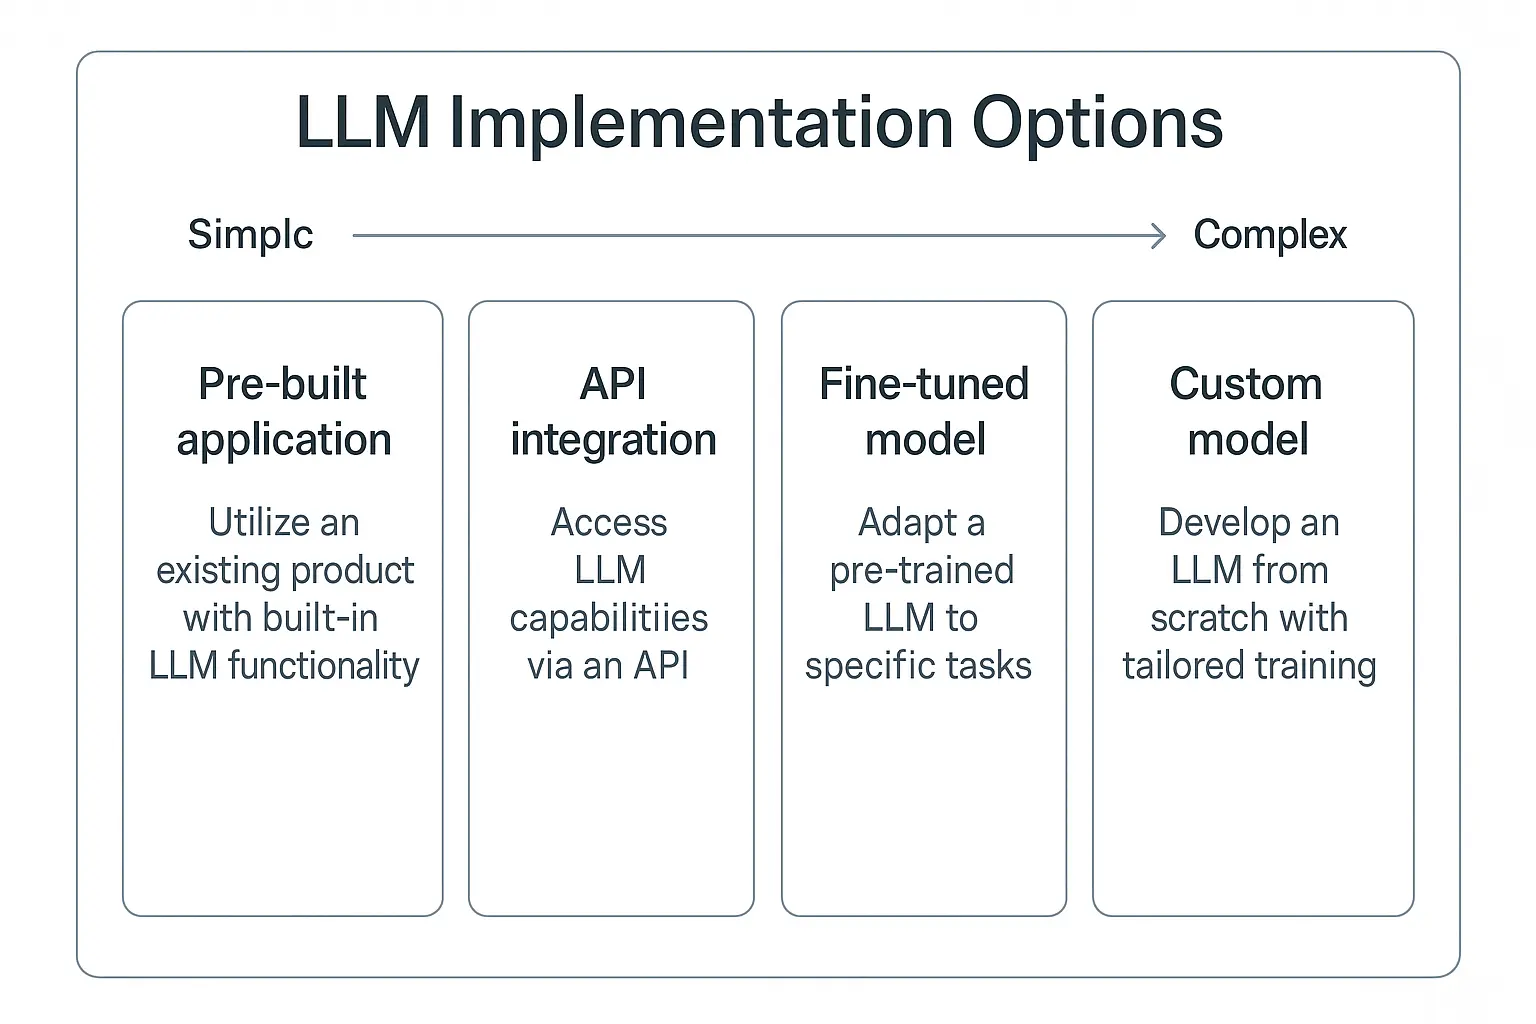 LLM Implementation Options
Simplc
Complex
Pre-built
application
Utilize an
existing product
with built-in
LLM functionality
API
integration
Access
LLM
capabilitiies
via an API
Fine-tuned
model
Adapt a
pre-trained
LLM to
specific tasks
Custom
model
Develop an
LLM from
scratch with
tailored training